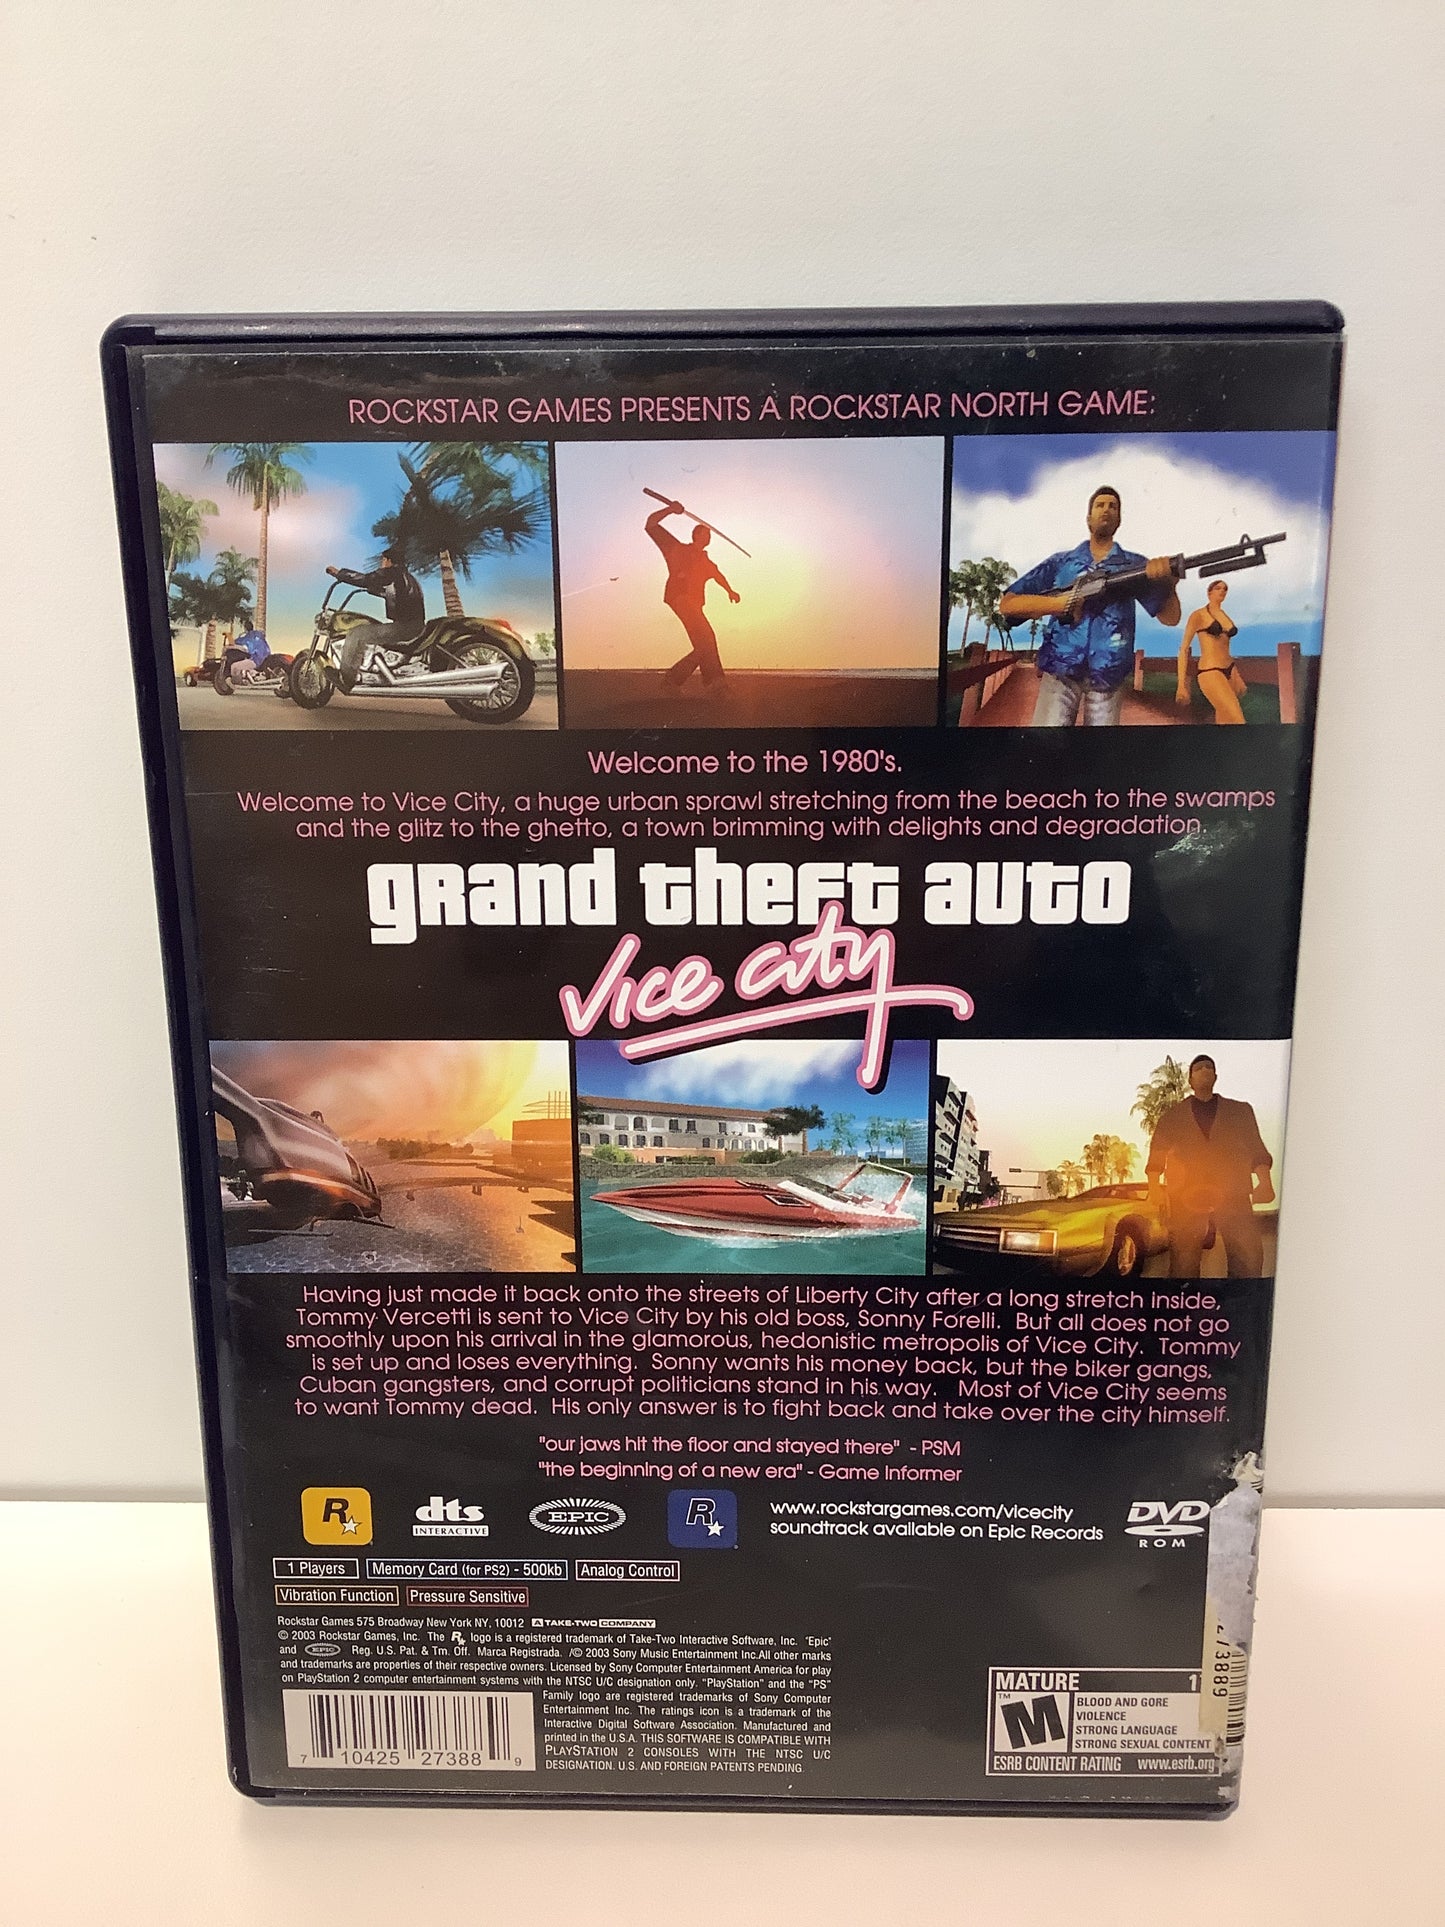 ROCKSTAR GAMES PRESENTS A ROCKSTAR NORTH GAME:
Welcome to the 1980's.
Welcome to Vice City, a huge urban sprawl stretching from the beach to the swamps
and the glitz to the ghetto, a town brimming with delights and degradation.
grand theft auto
Vice City
Having just made it back onto the streets of Liberty City after a long stretch inside,
Tommy Vercetti is sent to Vice City by his old boss, Sonny Forelli. But all does not go
smoothly upon his arrival in the glamorous, hedonistic metropolis of Vice City. Tommy
is set up and loses everything. Sonny wants his money back, but the biker gangs,
Cuban gangsters, and corrupt politicians stand in his way. Most of Vice City seems
to want Tommy dead. His only answer is to fight back and take over the city himself.
"our jaws hit the floor and stayed there" - PSM
"the beginning of a new era" - Game Informer
R
dts
INTERACTIVE
EPIC
R
www.rockstargames.com/vicecity
soundtrack available on Epic Records
DVD
ROM
1 Players Memory Card (for PS2) - 500kb Analog Control
Vibration Function Pressure Sensitive
Rockstar Games 575 Broadway New York NY, 10012 A TAKE-TWO COMPANY
© 2003 Rockstar Games, Inc. The R logo is a registered trademark of Take-Two Interactive Software, Inc. "Epic"
and EPIC Reg. U.S. Pat. & Tm. Off. Marca Registrada. /© 2003 Sony Music Entertainment Inc.All other marks
and trademarks are properties of their respective owners. Licensed by Sony Computer Entertainment America for play
on PlayStation 2 computer entertainment systems with the NTSC U/C designation only. "PlayStation" and the "PS"
Family logo are registered trademarks of Sony Computer
Entertainment Inc. The ratings icon is a trademark of the
Interactive Digital Software Association. Manufactured and
printed in the U.S.A. THIS SOFTWARE IS COMPATIBLE WITH
PLAYSTATION 2 CONSOLES WITH THE NTSC U/C
DESIGNATION. U.S. AND FOREIGN PATENTS PENDING
7 10425 27388 9
MATURE 1
M
BLOOD AND GORE
VIOLENCE
STRONG LANGUAGE
STRONG SEXUAL CONTENT
ESRB CONTENT RATING www.esrb.org
73889